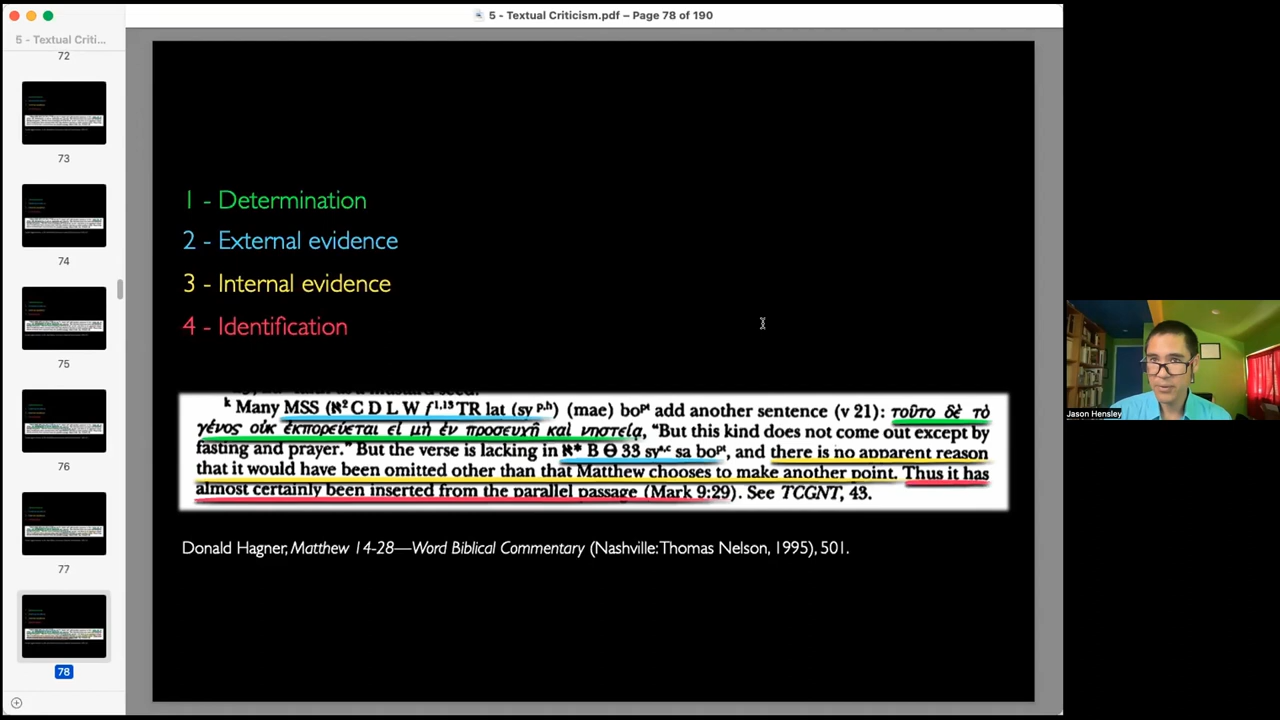 5 - Textual Criticism.pdf – Page 78 of 190
5 - Textual Criti...
72
73
74
75
76
77
78
1 - Determination
2 - External evidence
3 - Internal evidence
4 - Identification
k Many MSS (ℵ² C D L W f¹,¹³ TR lat (sy p,h) (mae) bo pt add another sentence (v 21): τοῦτο δὲ τὸ
γένος οὐκ ἐκπορεύεται εἰ μὴ ἐν προσευχῇ καὶ νηστείᾳ, “But this kind does not come out except by
fasting and prayer.” But the verse is lacking in ℵ* B Θ 33 sy s,c sa bo pt, and there is no apparent reason
that it would have been omitted other than that Matthew chooses to make another point. Thus it has
almost certainly been inserted from the parallel passage (Mark 9:29). See TCGNT, 43.
Donald Hagner, Matthew 14-28—Word Biblical Commentary (Nashville: Thomas Nelson, 1995), 501.
Jason Hensley